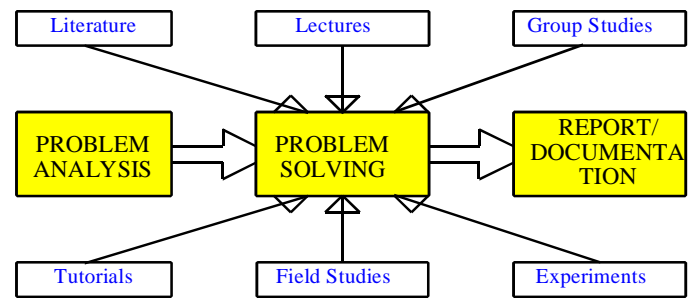 Literature
Lectures
Group Studies
PROBLEM
ANALYSIS
PROBLEM
SOLVING
REPORT/
DOCUMENTA
TION
Tutorials
Field Studies
Experiments